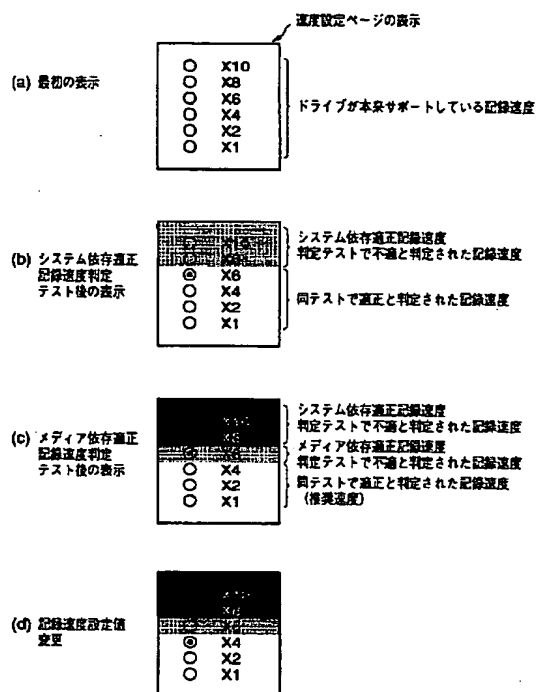 速度設定ページの表示
(a) 最初の表示
X10
X8
X6
X4
X2
X1
ドライブが本来サポートしている記録速度
(b) システム依存適正
記録速度判定
テスト後の表示
X6
X4
X2
X1
システム依存適正記録速度
判定テストで不適と判定された記録速度
同テストで適正と判定された記録速度
(c) メディア依存適正
記録速度判定
テスト後の表示
X8
X4
X2
X1
システム依存適正記録速度
判定テストで不適と判定された記録速度
メディア依存適正記録速度
判定テストで不適と判定された記録速度
同テストで適正と判定された記録速度
(推奨速度)
(d) 記録速度設定値
変更
X4
X2
X1